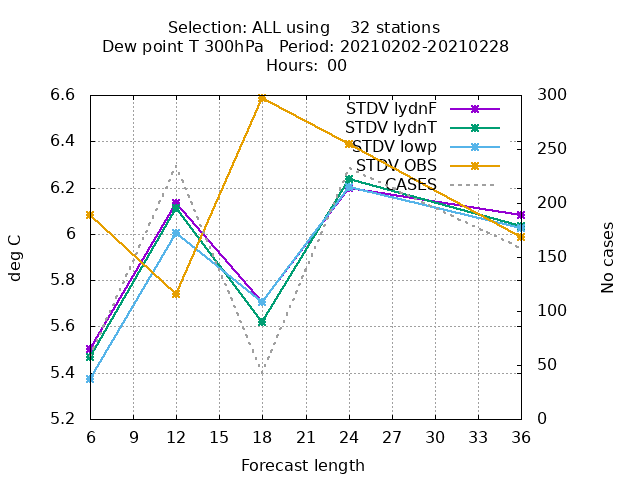 Selection: ALL using    32 stations
Dew point T 300hPa   Period: 20210202-20210228
Hours:  00
STDV lydnF
STDV lydnT
STDV lowp
STDV OBS
CASES
deg C
6.6
6.4
6.2
6
5.8
5.6
5.4
5.2
300
250
200
150
100
50
0
No cases
6 9 12 15 18 21 24 27 30 33 36
Forecast length